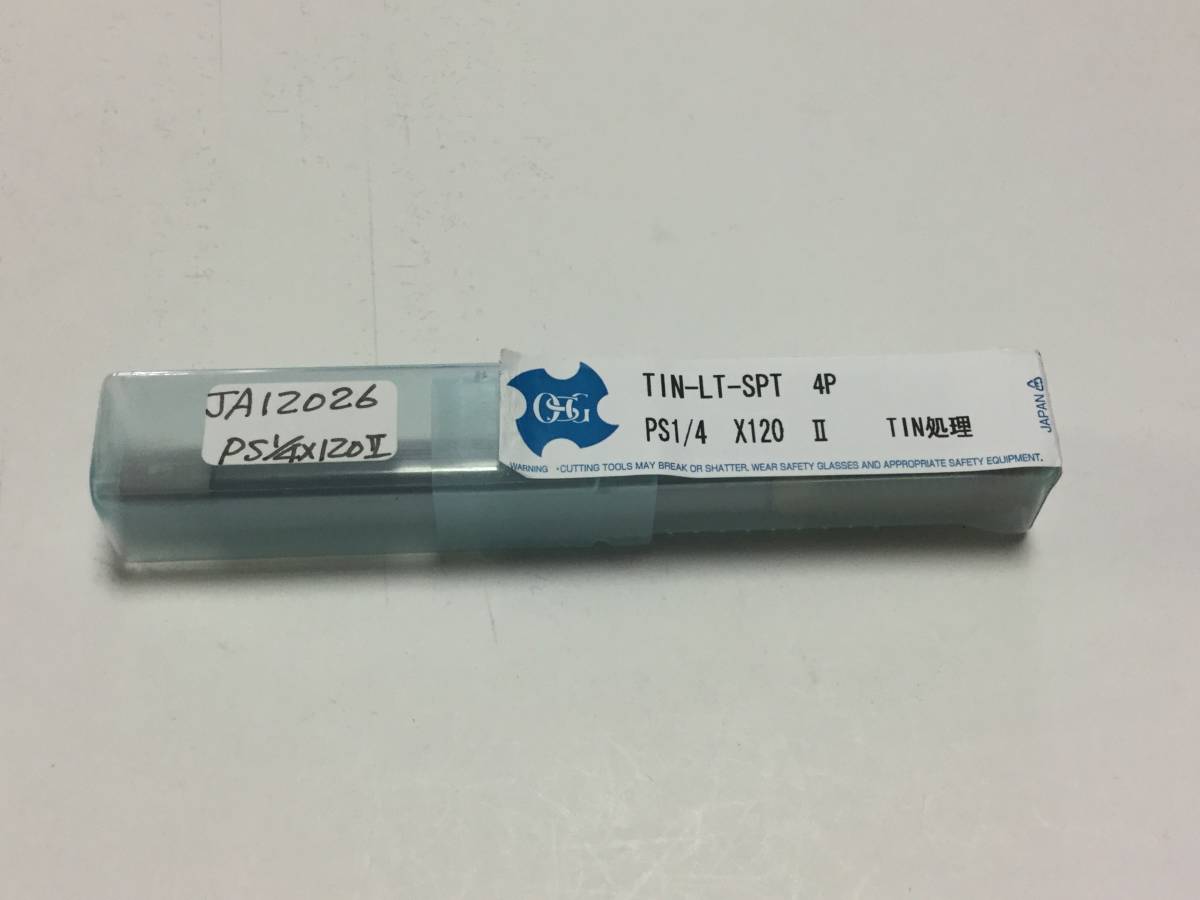 JA12026
PS1/4X120Ⅱ
OSG
TIN-LT-SPT 4P
PS1/4 X120 Ⅱ TIN処理
WARNING •CUTTING TOOLS MAY BREAK OR SHATTER. WEAR SAFETY GLASSES AND APPROPRIATE SAFETY EQUIPMENT.
JAPAN